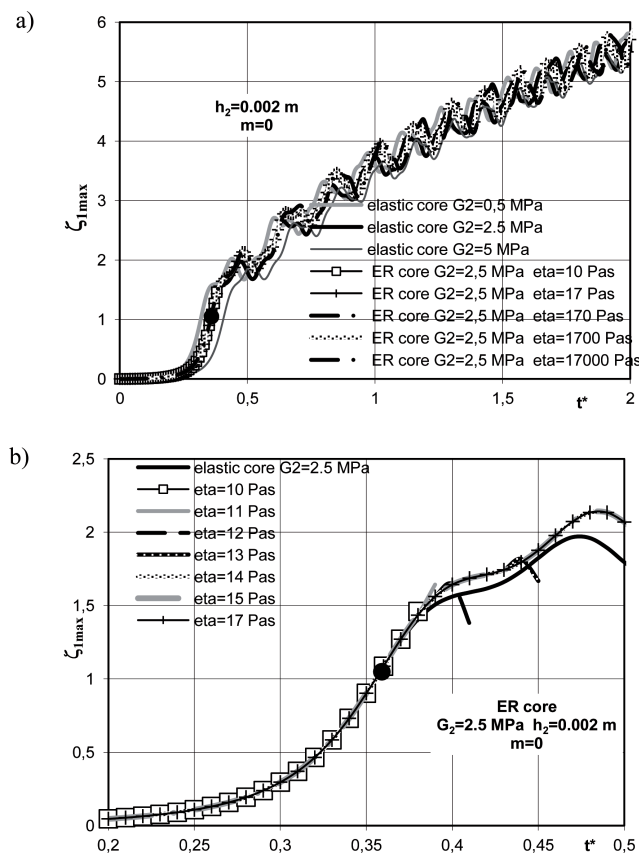 a)
6
5
4
3
2
1
0
ζ1max
h2=0.002 m
m=0
elastic core G2=0,5 MPa
elastic core G2=2.5 MPa
elastic core G2=5 MPa
ER core G2=2,5 MPa eta=10 Pas
ER core G2=2,5 MPa eta=17 Pas
ER core G2=2,5 MPa eta=170 Pas
ER core G2=2,5 MPa eta=1700 Pas
ER core G2=2,5 MPa eta=17000 Pas
0 0,5 1 1,5 t* 2
b)
2,5
2
1,5
1
0,5
0
ζ1max
elastic core G2=2.5 MPa
eta=10 Pas
eta=11 Pas
eta=12 Pas
eta=13 Pas
eta=14 Pas
eta=15 Pas
eta=17 Pas
ER core
G2=2.5 MPa h2=0.002 m
m=0
0,2 0,25 0,3 0,35 0,4 0,45 t* 0,5